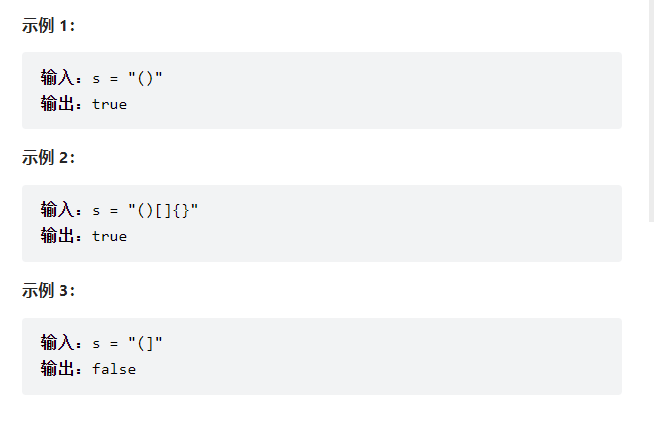 示例 1：
输入：s = "()"
输出：true
示例 2：
输入：s = "()[]{}"
输出：true
示例 3：
输入：s = "(]"
输出：false